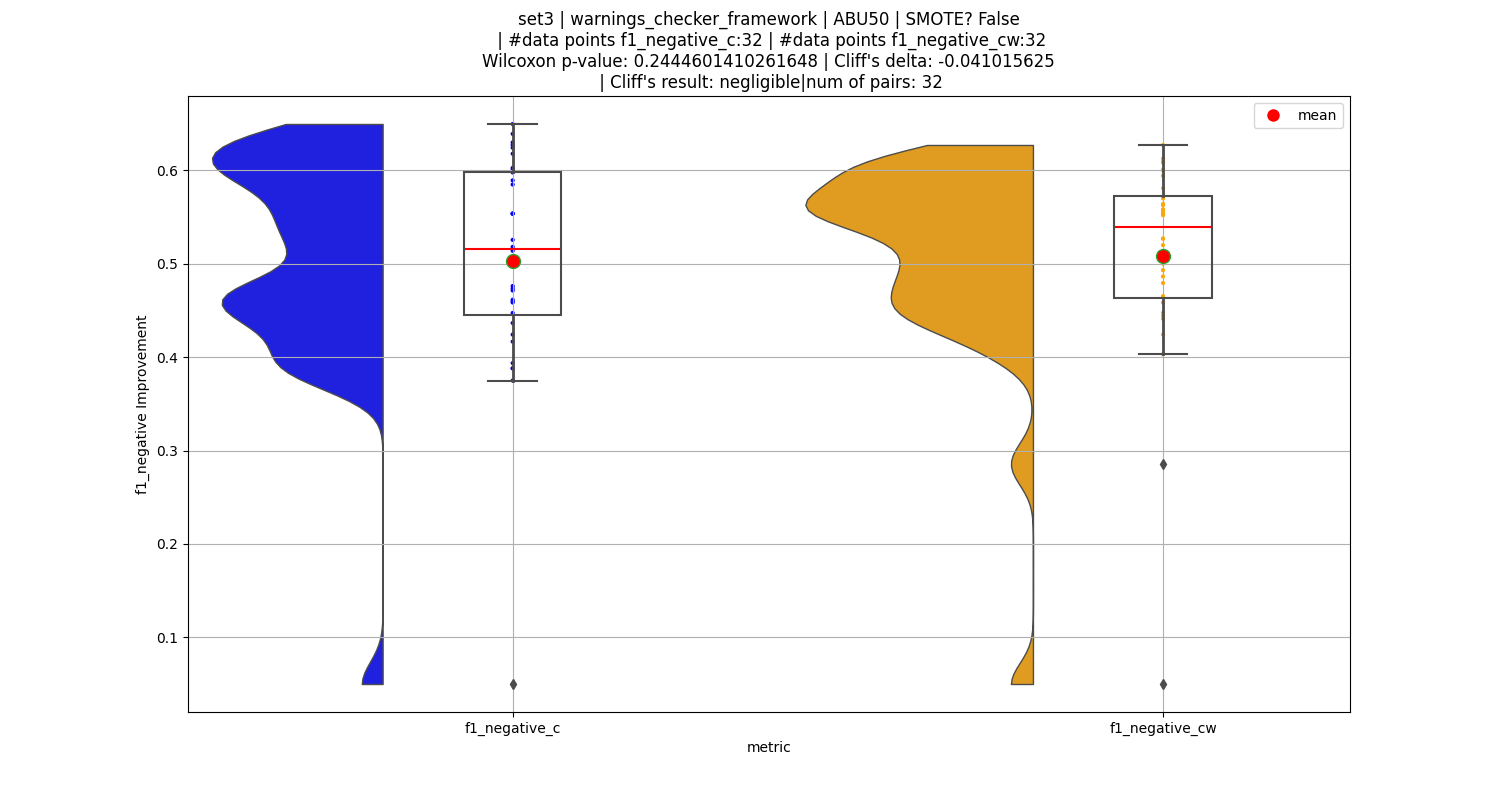 set3 | warnings_checker_framework | ABU50 | SMOTE? False
| #data points f1_negative_c:32 | #data points f1_negative_cw:32
Wilcoxon p-value: 0.2444601410261648 | Cliff's delta: -0.041015625
| Cliff's result: negligible|num of pairs: 32
mean
0.6
0.5
0.4
0.3
0.2
0.1
f1_negative Improvement
f1_negative_c
f1_negative_cw
metric